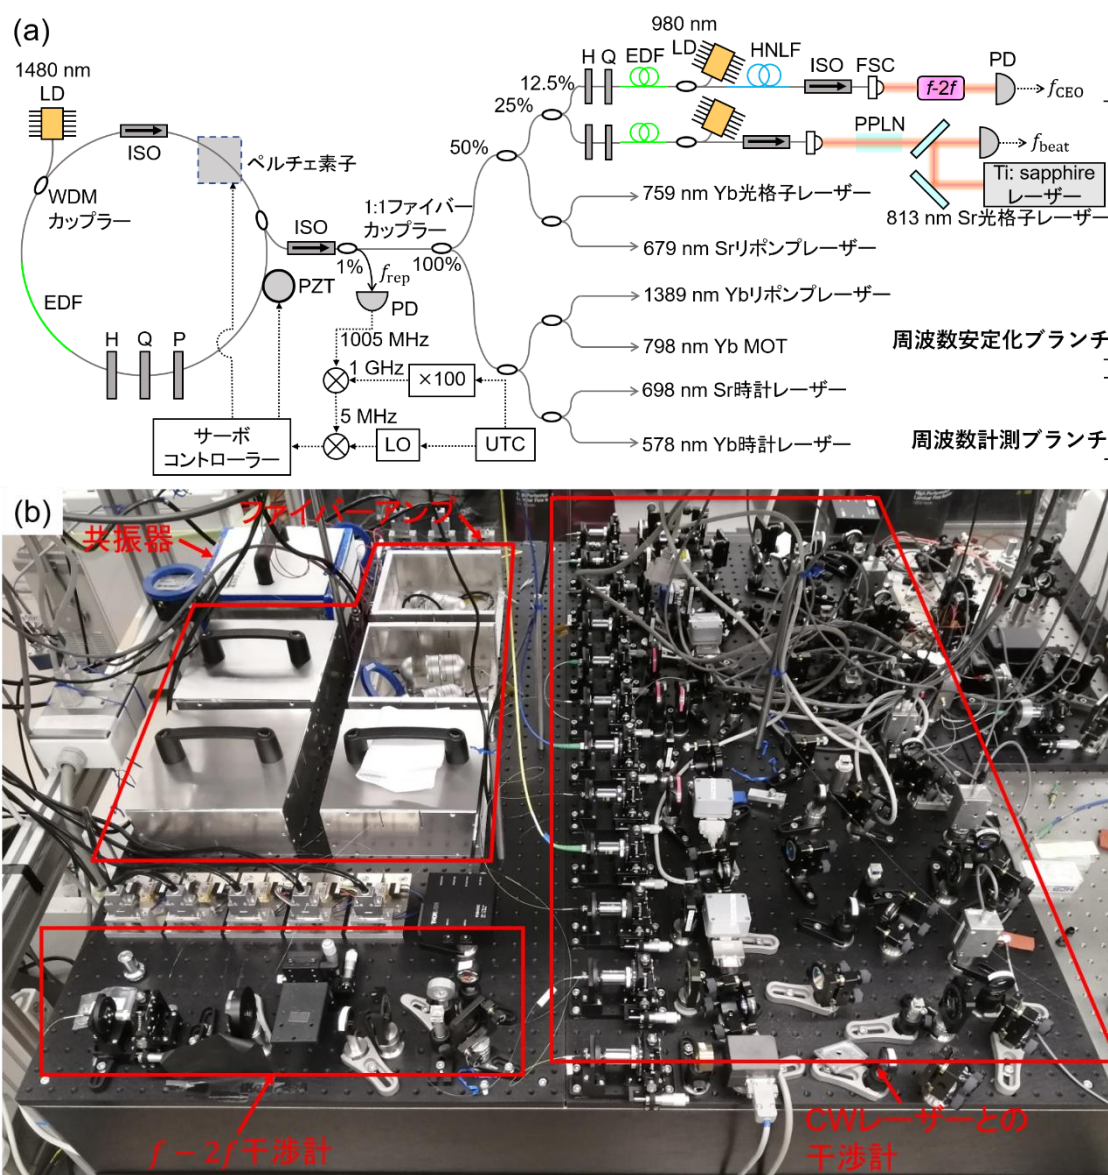 (a)
1480 nm
LD
ISO
ペルチェ素子
WDM
カップラー
EDF
H Q P
ISO
1:1ファイバー
カップラー
1%
100%
f_rep
PD
PZT
1005 MHz
1 GHz
×100
5 MHz
LO
UTC
サーボ
コントローラー
50%
25%
12.5%
H Q EDF
980 nm
LD
HNLF
ISO
FSC
f-2f
PD
f_CEO
H Q
PPLN
f_beat
Ti: sapphire
レーザー
813 nm Sr光格子レーザー
759 nm Yb光格子レーザー
679 nm Srリポンプレーザー
1389 nm Ybリポンプレーザー
798 nm Yb MOT
698 nm Sr時計レーザー
578 nm Yb時計レーザー
周波数安定化ブランチ
周波数計測ブランチ
(b)
共振器
ファイバーアンプ
f − 2f干渉計
CWレーザーとの
干渉計